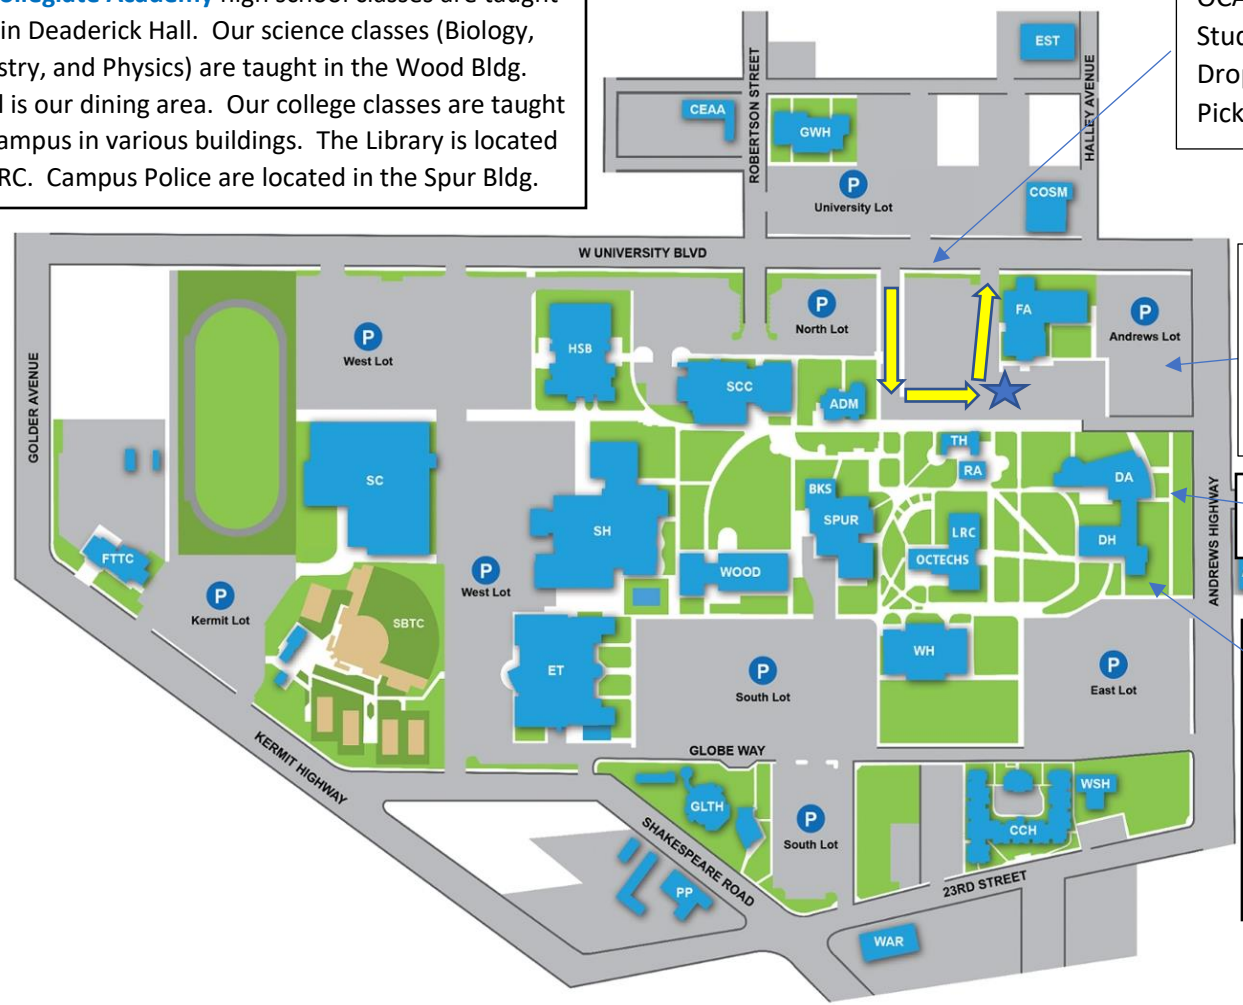 Collegiate Academy high school classes are taught
in Deaderick Hall. Our science classes (Biology,
stry, and Physics) are taught in the Wood Bldg.
l is our dining area. Our college classes are taught
ampus in various buildings. The Library is located
RC. Campus Police are located in the Spur Bldg.
Stud
Drop
Pick
EST
HALLEY AVENUE
ROBERTSON STREET
CEAA
GWH
P
University Lot
COSM
W UNIVERSITY BLVD
GOLDER AVENUE
P
West Lot
HSB
P
North Lot
FA
P
Andrews Lot
SCC
ADM
SC
TH
RA
DA
BKS
SPUR
SH
LRC
OCTECHS
DH
ANDREWS HIGHWAY
FTTC
WOOD
P
West Lot
P
Kermit Lot
SBTC
ET
WH
P
South Lot
P
East Lot
KERMIT HIGHWAY
GLOBE WAY
GLTH
P
South Lot
WSH
CCH
SHAKESPEARE ROAD
PP
23RD STREET
WAR